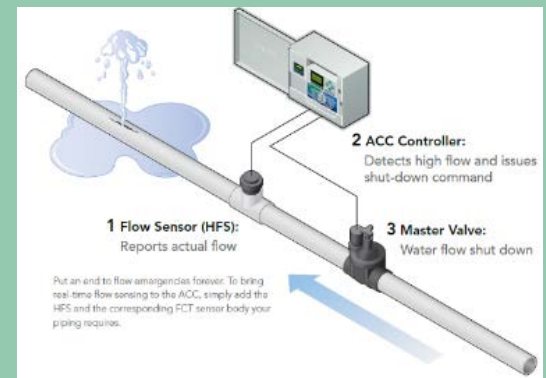 2 ACC Controller:
Detects high flow and issues
shut-down command
1 Flow Sensor (HFS):
Reports actual flow
3 Master Valve:
Water flow shut down
Put an end to flow emergencies forever. To bring
real-time flow sensing to the ACC, simply add the
HFS and the corresponding FCT sensor body your
piping requires.